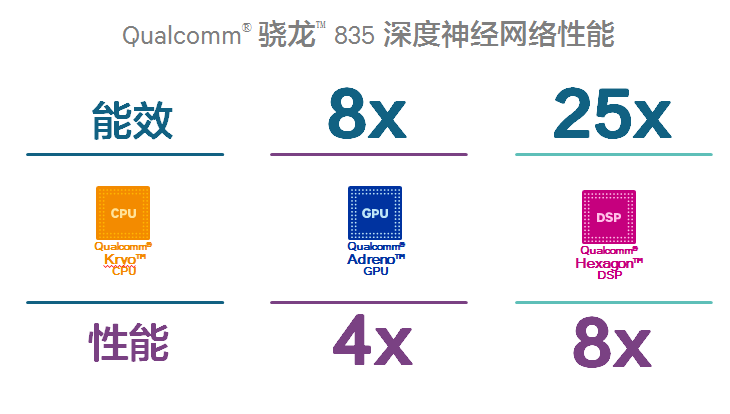 Qualcomm® 骁龙™ 835 深度神经网络性能
能效 8x 25x
CPU GPU DSP
Qualcomm® Qualcomm® Qualcomm®
Kryo™ Adreno™ Hexagon™
CPU GPU DSP
性能 4x 8x